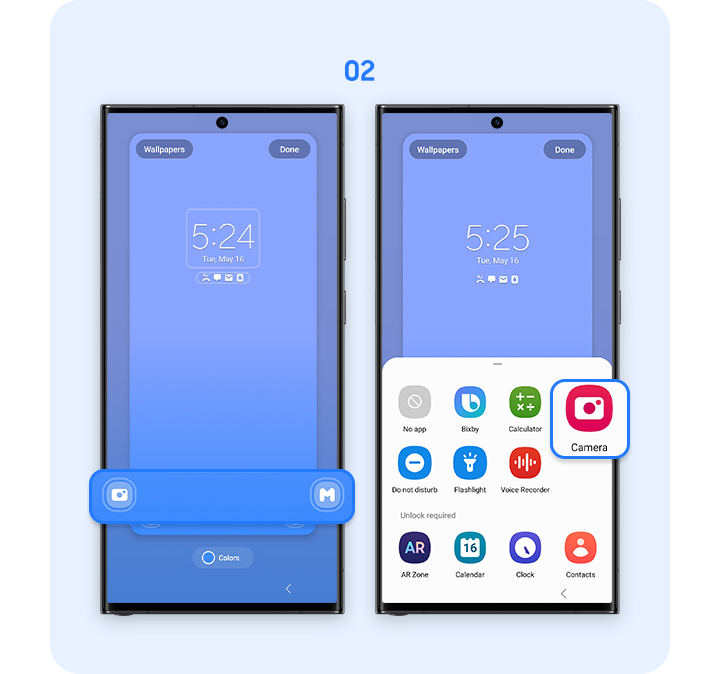 02
Wallpapers Done
5:24
Tue, May 16
Colors
Wallpapers Done
5:25
Tue, May 16
No app Bixby Calculator Camera
Do not disturb Flashlight Voice Recorder
Unlock required
AR 16
AR Zone Calendar Clock Contacts